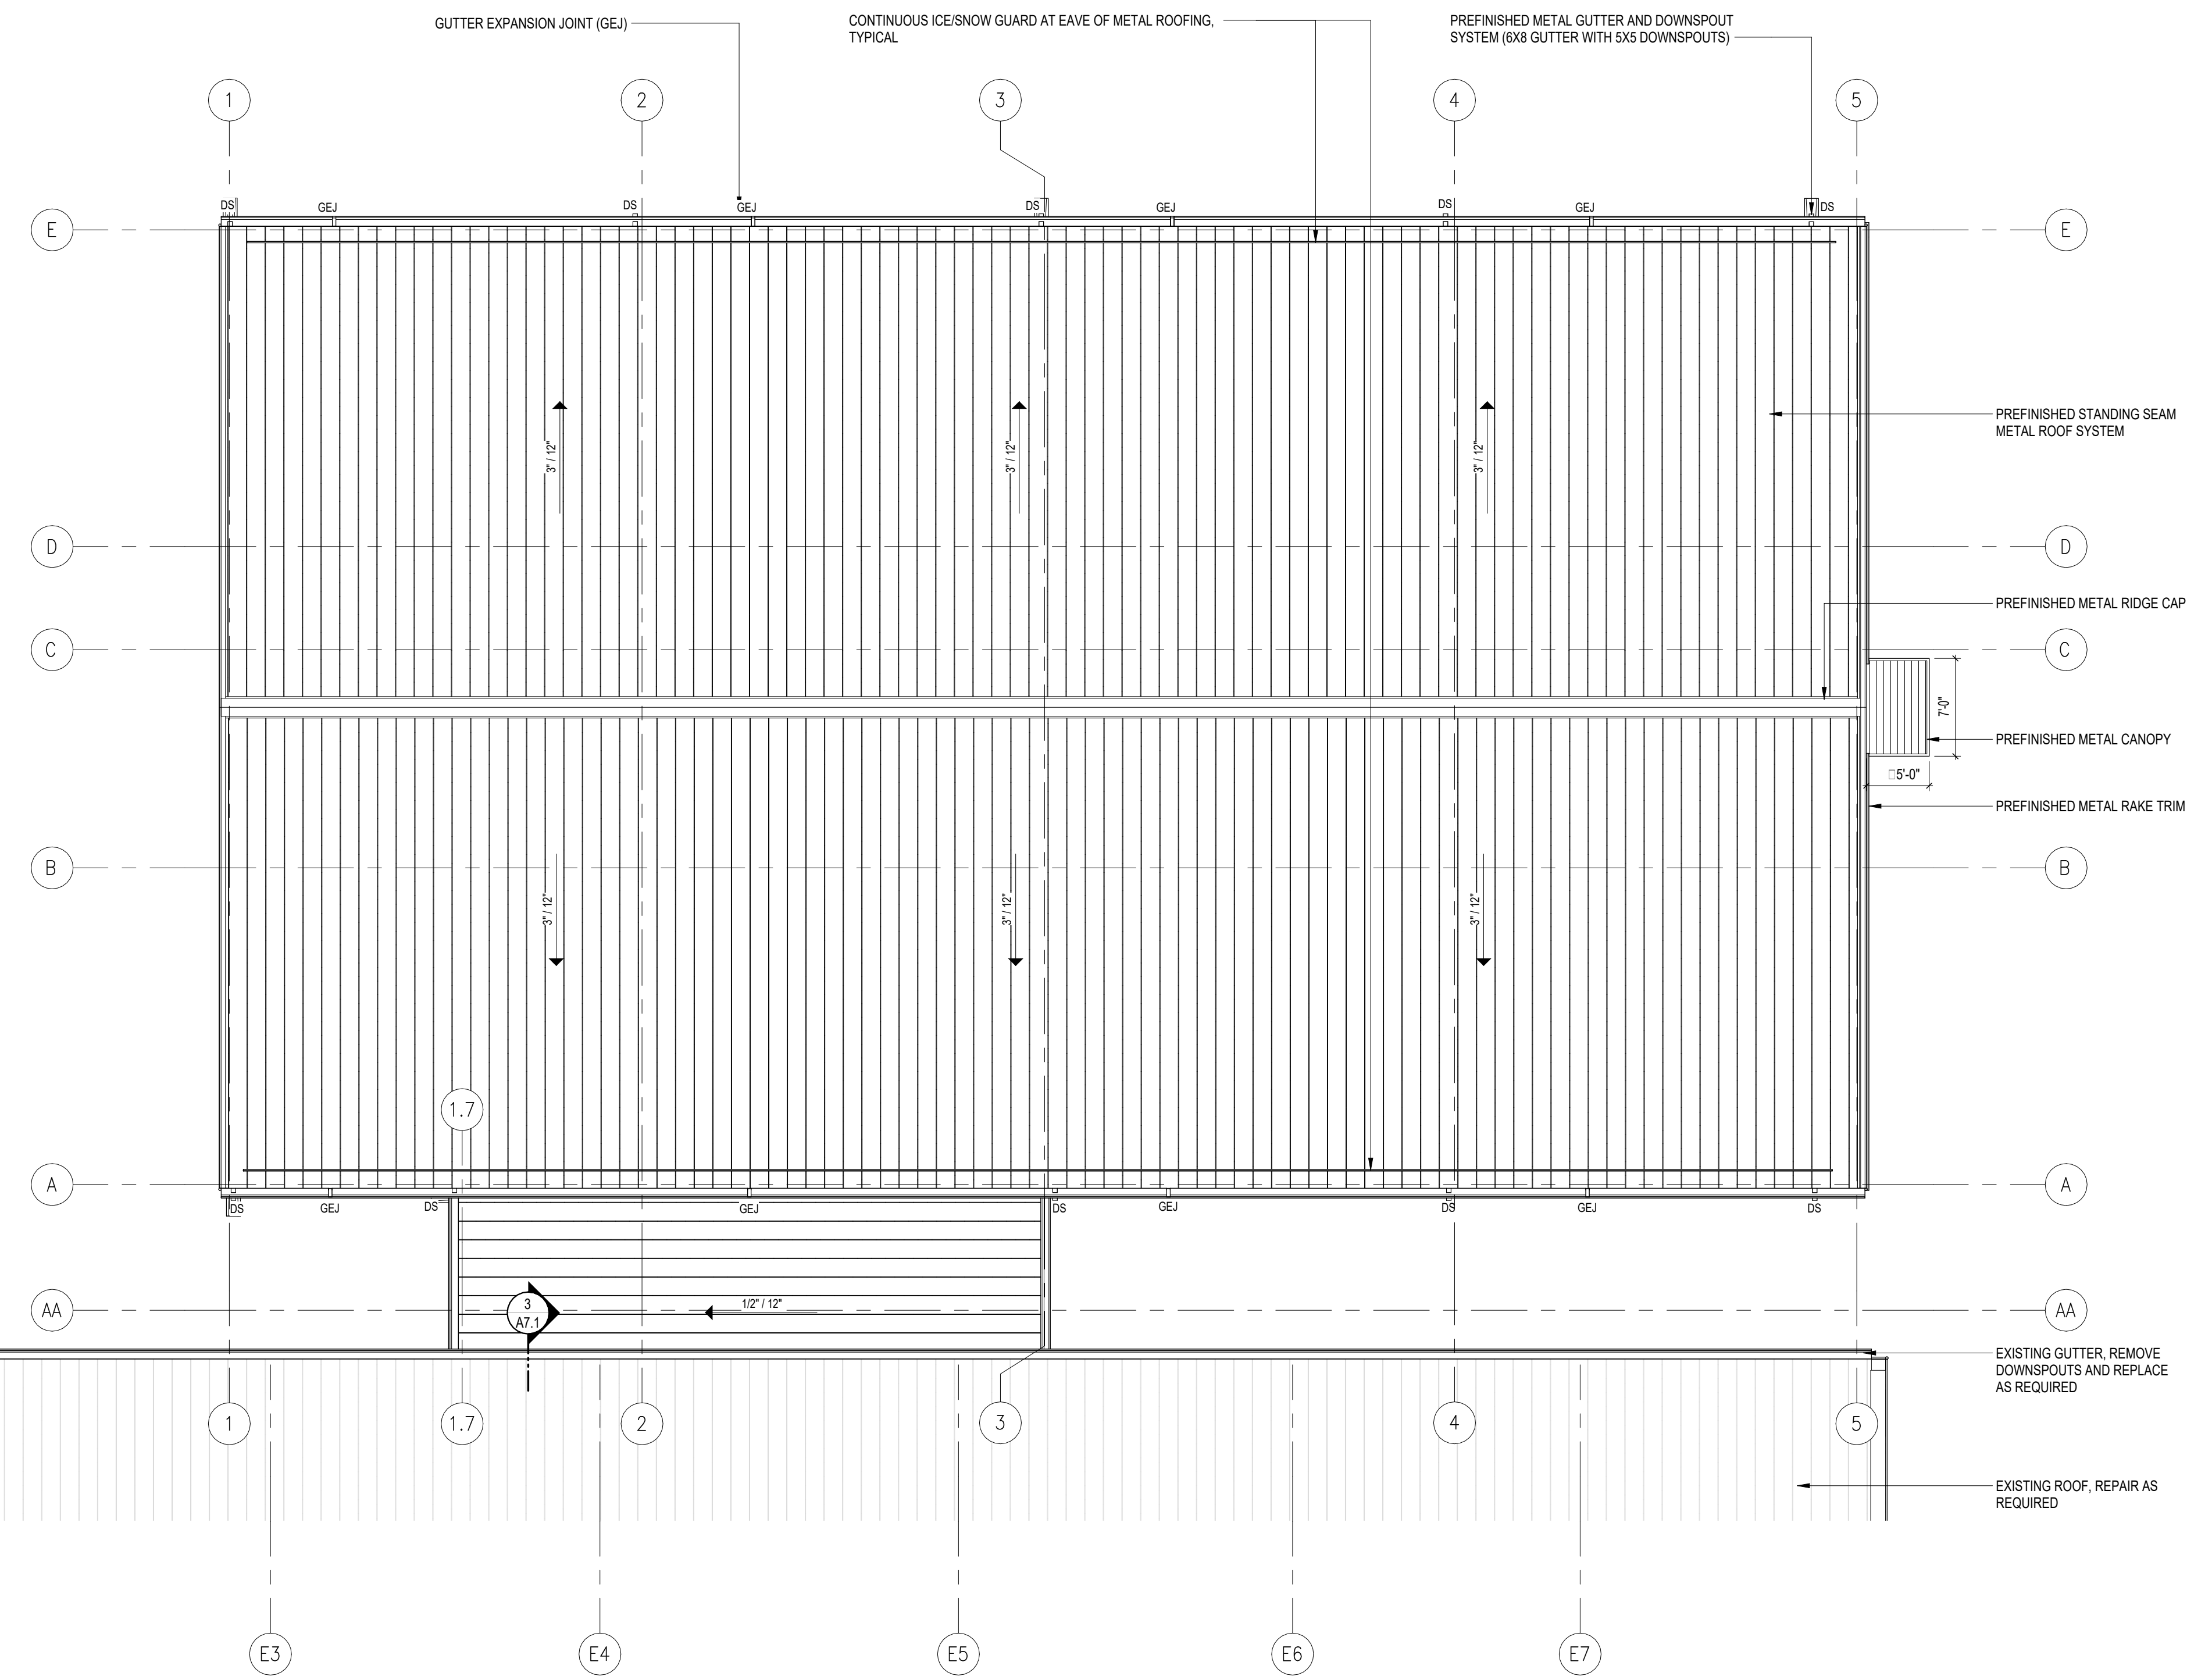 GUTTER EXPANSION JOINT (GEJ)
CONTINUOUS ICE/SNOW GUARD AT EAVE OF METAL ROOFING,
TYPICAL
PREFINISHED METAL GUTTER AND DOWNSPOUT
SYSTEM (6X8 GUTTER WITH 5X5 DOWNSPOUTS)
1
2
3
4
5
DS
GEJ
DS
GEJ
DS
GEJ
DS
GEJ
DS
E
E
PREFINISHED STANDING SEAM
METAL ROOF SYSTEM
3" / 12"
3" / 12"
3" / 12"
D
D
PREFINISHED METAL RIDGE CAP
C
C
7'-0"
PREFINISHED METAL CANOPY
□5'-0"
PREFINISHED METAL RAKE TRIM
B
B
3" / 12"
3" / 12"
3" / 12"
1.7
A
A
DS
GEJ
DS
GEJ
DS
GEJ
DS
GEJ
DS
AA
3
A7.1
1/2" / 12"
AA
EXISTING GUTTER, REMOVE
DOWNSPOUTS AND REPLACE
AS REQUIRED
1
1.7
2
3
4
5
EXISTING ROOF, REPAIR AS
REQUIRED
E3
E4
E5
E6
E7